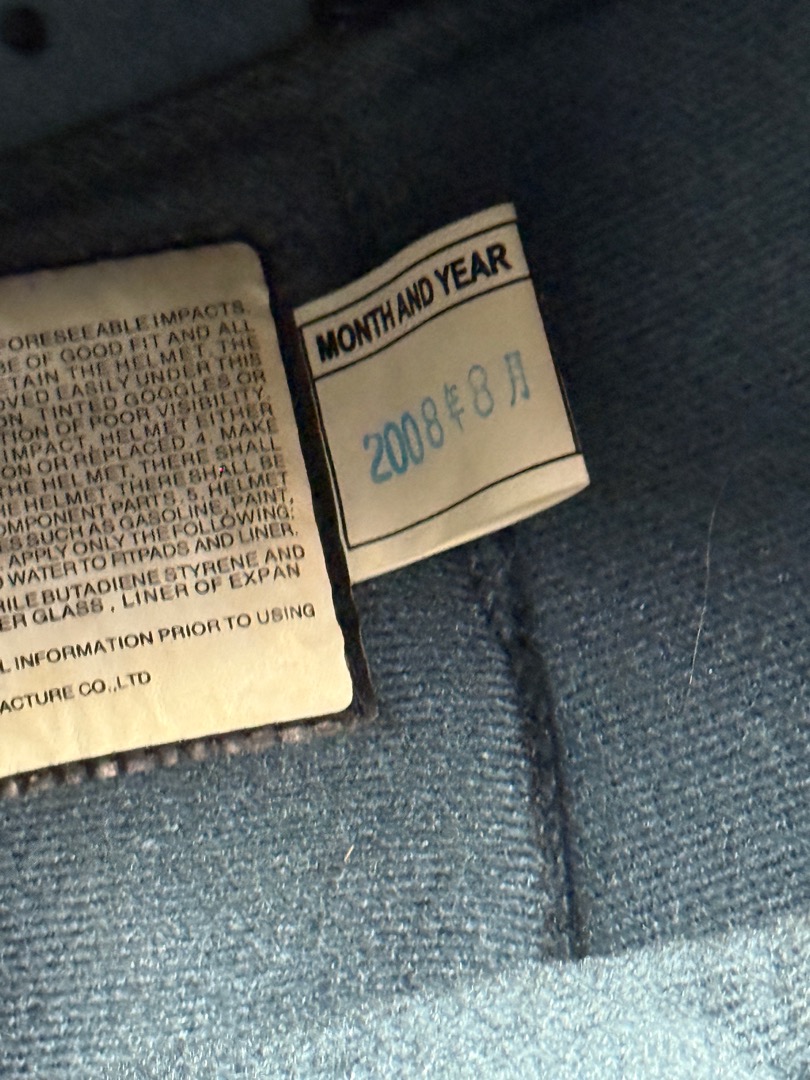 FORESEEABLE IMPACTS.
BE OF GOOD FIT AND ALL
TAIN THE HELMET. THE
OVED EASILY UNDER THIS
ON. TINTED GOGGLES OR
TION OF POOR VISIBILITY.
IMPACT, HELMET EITHER
ON OR REPLACED. 4. MAKE
THE HELMET, THERE SHALL
HE HELMET, THERE SHALL BE
OMPONENT PARTS. 5. HELMET
ES SUCH AS GASOLINE, PAINT,
. APPLY ONLY THE FOLLOWING:
D WATER TO FITPADS AND LINER.
RILE BUTADIENE STYRENE AND
ER GLASS , LINER OF EXPAN
L INFORMATION PRIOR TO USING
ACTURE CO.,LTD
MONTH AND YEAR
2008年8月